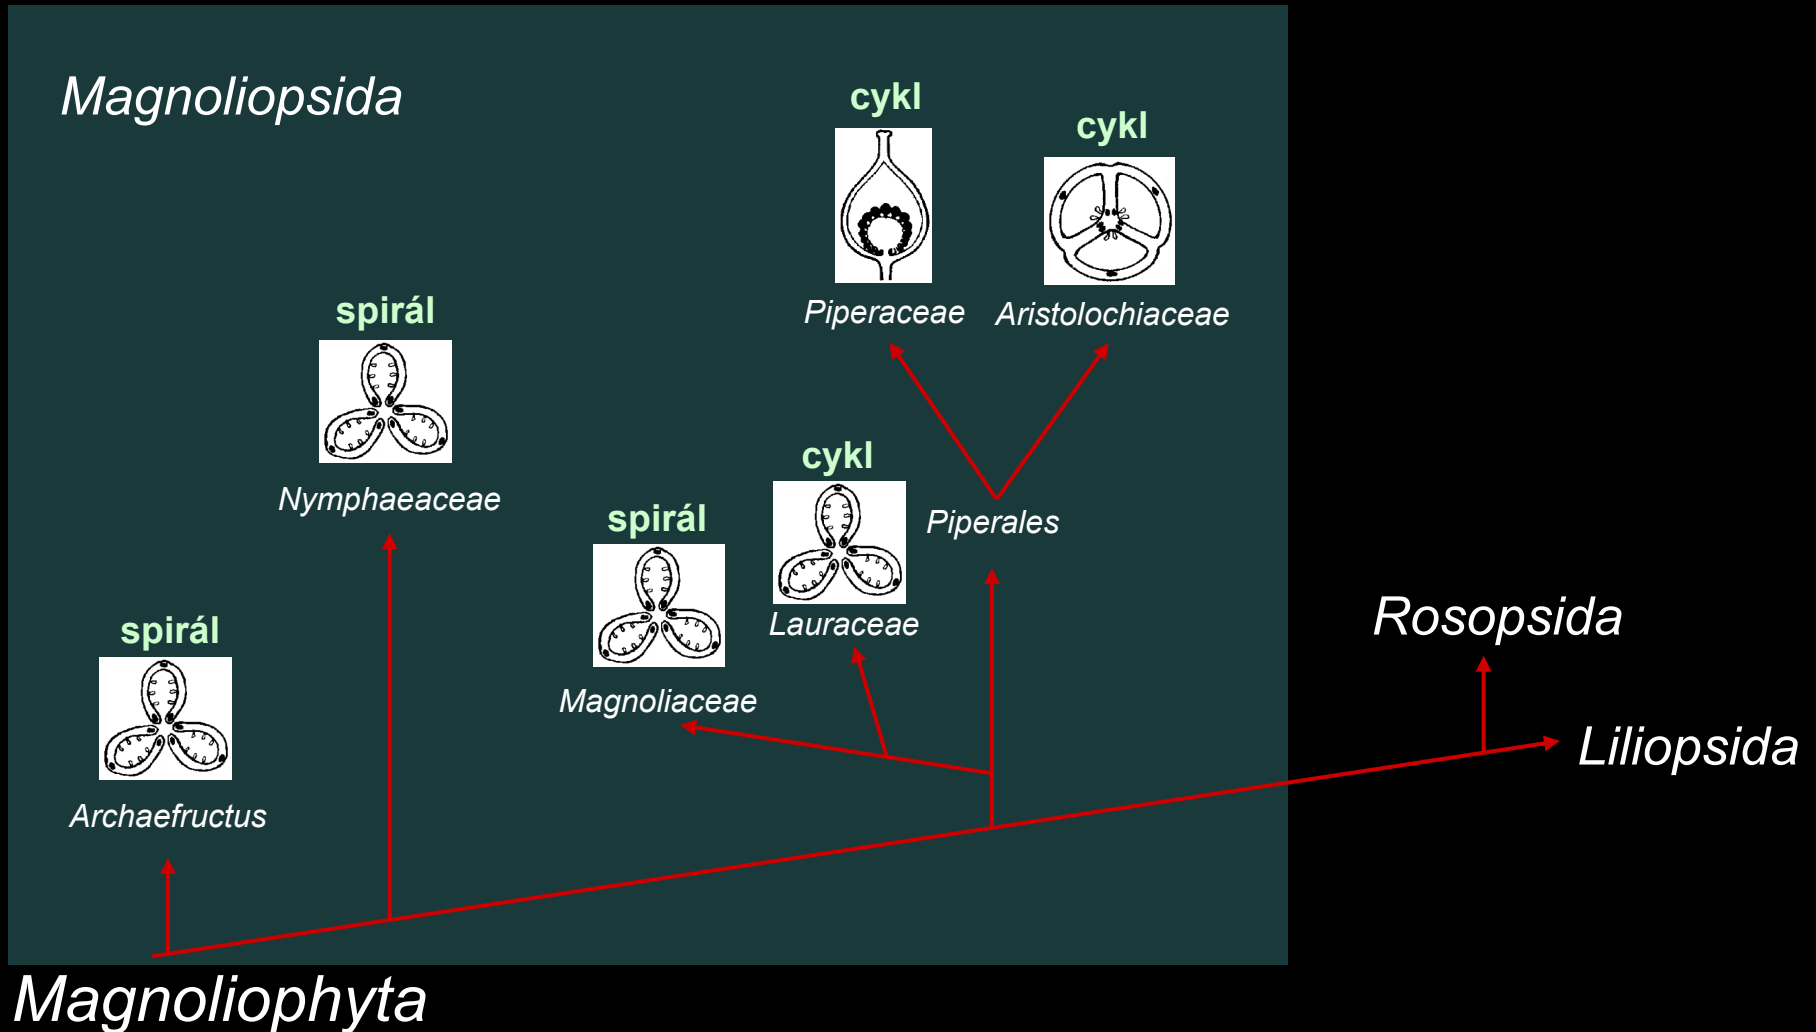 Magnoliopsida
cykl
cykl
Piperaceae
Aristolochiaceae
spirál
Nymphaeaceae
cykl
spirál
Piperales
Lauraceae
Magnoliaceae
spirál
Archaefructus
Rosopsida
Liliopsida
Magnoliophyta